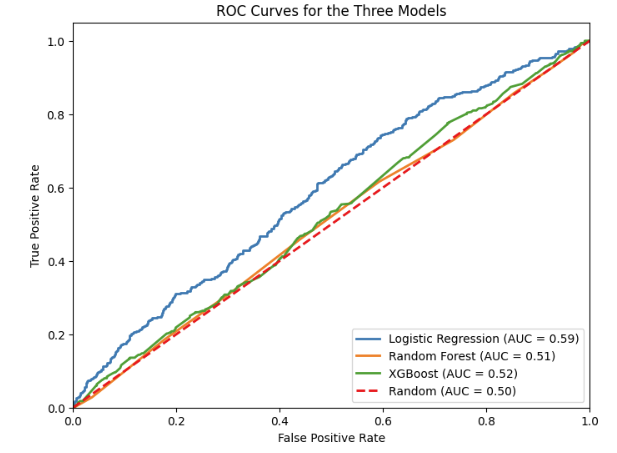 ROC Curves for the Three Models
True Positive Rate
1.0
0.8
0.6
0.4
0.2
0.0
Logistic Regression (AUC = 0.59)
Random Forest (AUC = 0.51)
XGBoost (AUC = 0.52)
Random (AUC = 0.50)
0.0 0.2 0.4 0.6 0.8 1.0
False Positive Rate